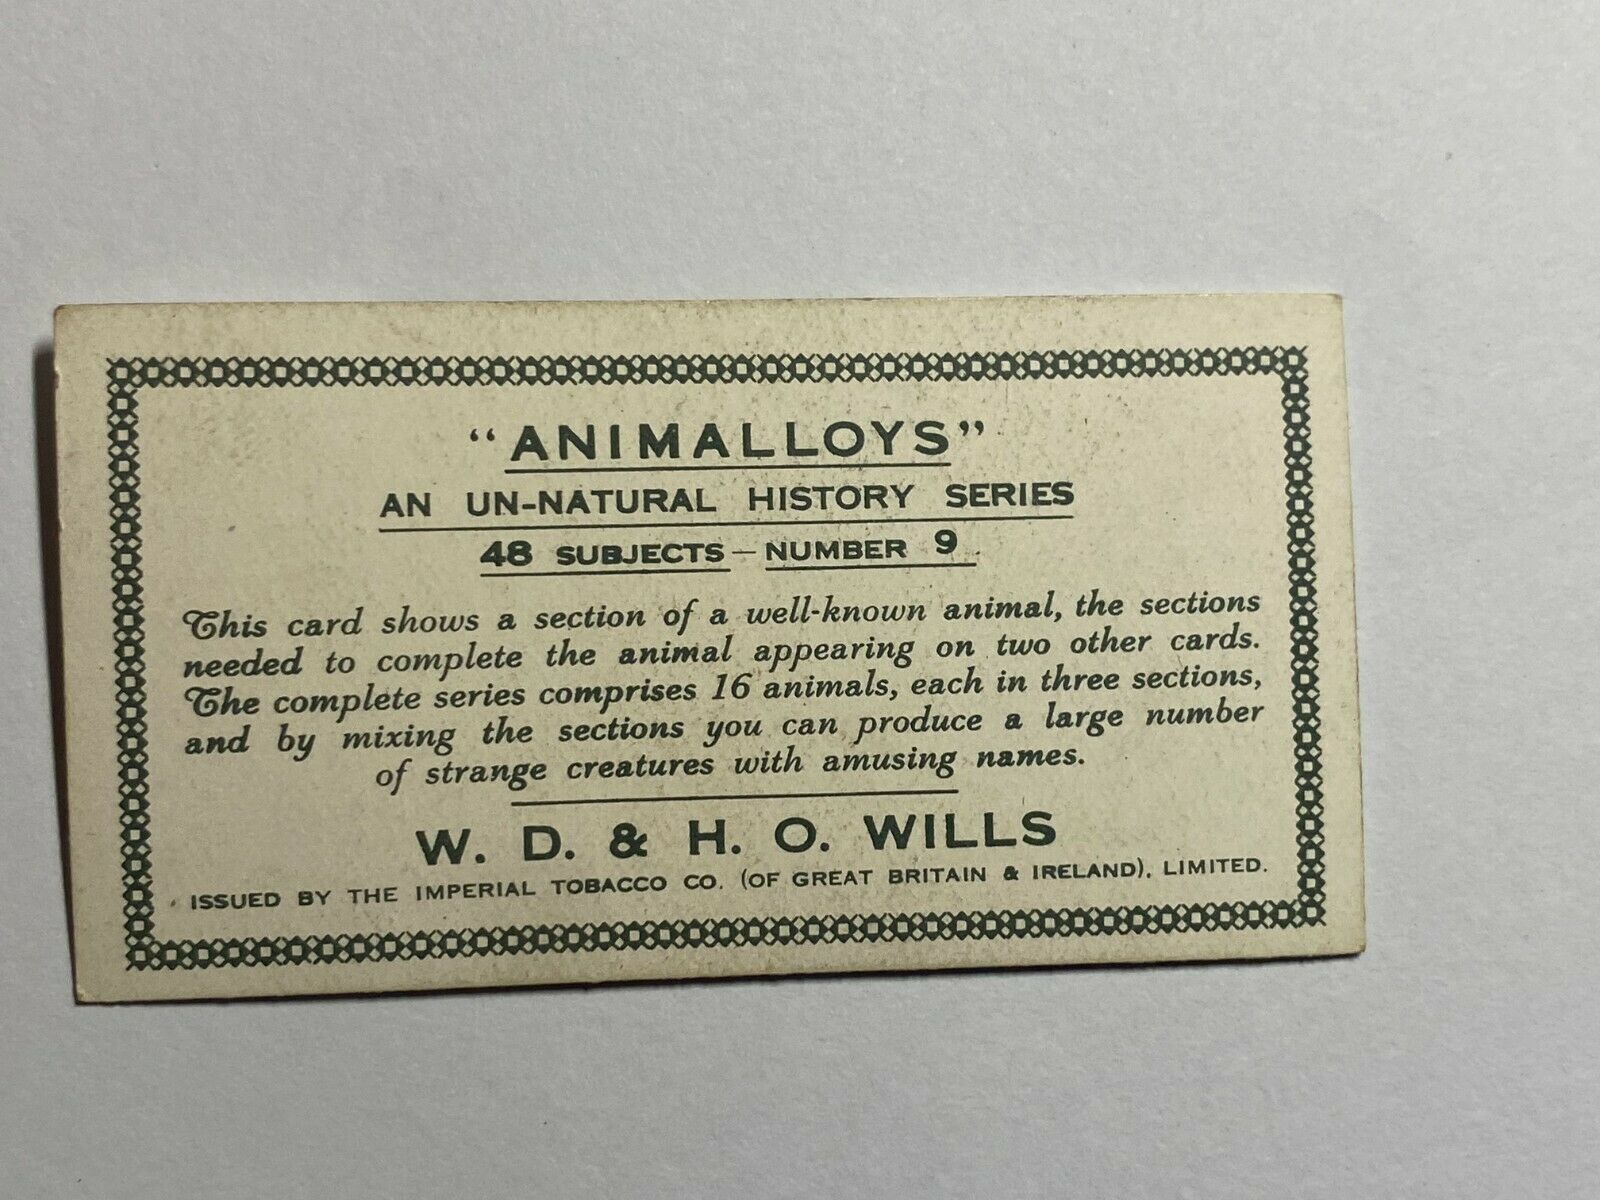 “ANIMALLOYS”
AN UN-NATURAL HISTORY SERIES
48 SUBJECTS—NUMBER 9.
This card shows a section of a well-known animal, the sections
needed to complete the animal appearing on two other cards.
The complete series comprises 16 animals, each in three sections,
and by mixing the sections you can produce a large number
of strange creatures with amusing names.
W. D. & H. O. WILLS
ISSUED BY THE IMPERIAL TOBACCO CO. (OF GREAT BRITAIN & IRELAND), LIMITED.